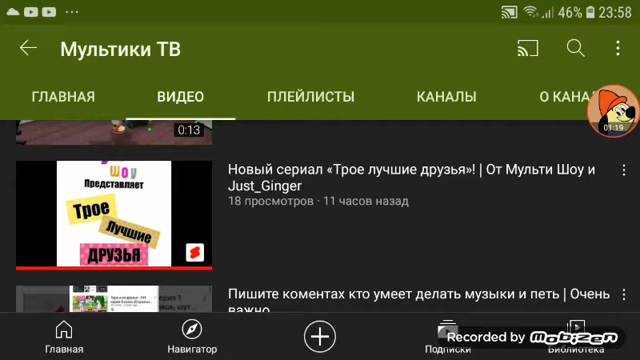 46% 23:58
Мультики ТВ
ГЛАВНАЯ ВИДЕО ПЛЕЙЛИСТЫ КАНАЛЫ О КАНА
01:19
0:13
Шоу
Представляет
Трое
Лучшие
ДРУЗЬЯ
Новый сериал «Трое лучшие друзья»! | От Мульти Шоу и
Just_Ginger
18 просмотров · 11 часов назад
Пишите коментах кто умеет делать музыки и петь | Очень
важно
Главная Навигатор Подписки Библиотека
Recorded by Mobizen